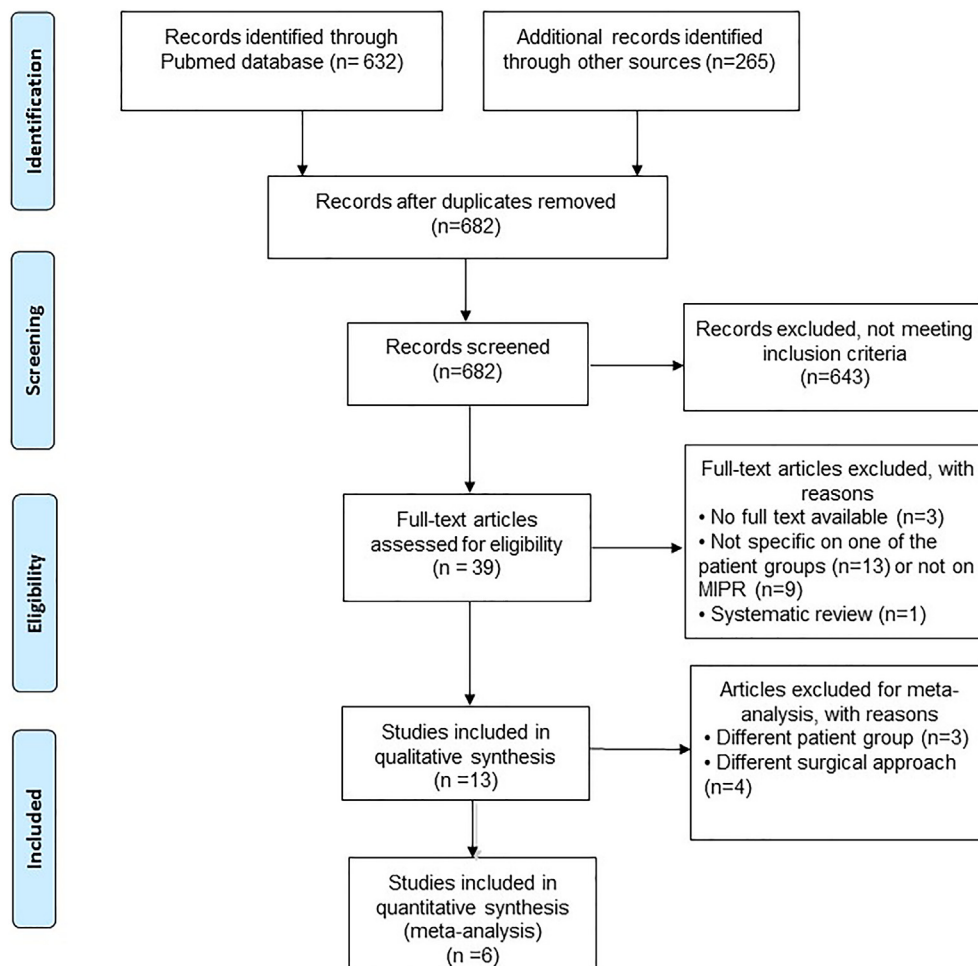 Identification
Records identified through
Pubmed database (n= 632)
Additional records identified
through other sources (n=265)
Records after duplicates removed
(n=682)
Screening
Records screened
(n=682)
Records excluded, not meeting
inclusion criteria
(n=643)
Eligibility
Full-text articles
assessed for eligibility
(n = 39)
Full-text articles excluded, with
reasons
• No full text available (n=3)
• Not specific on one of the
patient groups (n=13) or not on
MIPR (n=9)
• Systematic review (n=1)
Included
Studies included in
qualitative synthesis
(n =13)
Articles excluded for meta-
analysis, with reasons
• Different patient group (n=3)
• Different surgical approach
(n=4)
Studies included in
quantitative synthesis
(meta-analysis)
(n =6)